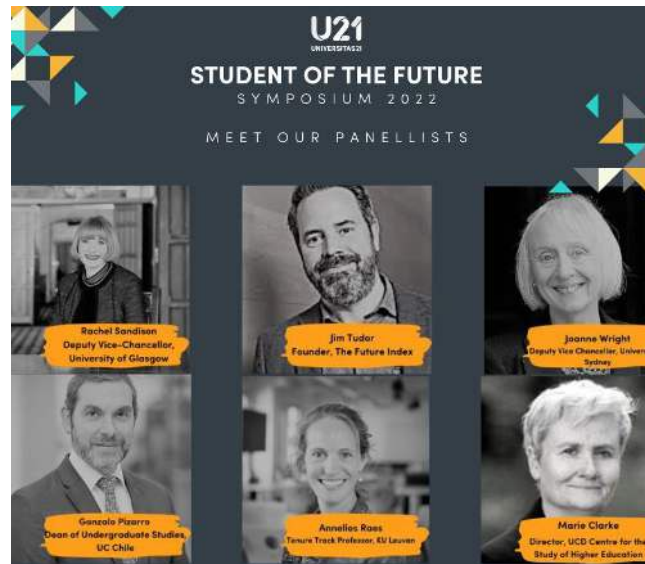 U21
UNIVERSITAS21
STUDENT OF THE FUTURE
SYMPOSIUM 2022
MEET OUR PANELLISTS
Rachel Sandison
Deputy Vice-Chancellor,
University of Glasgow
Jim Tudor
Founder, The Future Index
Joanne Wright
Deputy Vice Chancellor, Univer
Sydney
Gonzalo Pizarro
Dean of Undergraduate Studies,
UC Chile
Annelies Raes
Tenure Track Professor, KU Leuven
Marie Clarke
Director, UCD Centre for the
Study of Higher Education